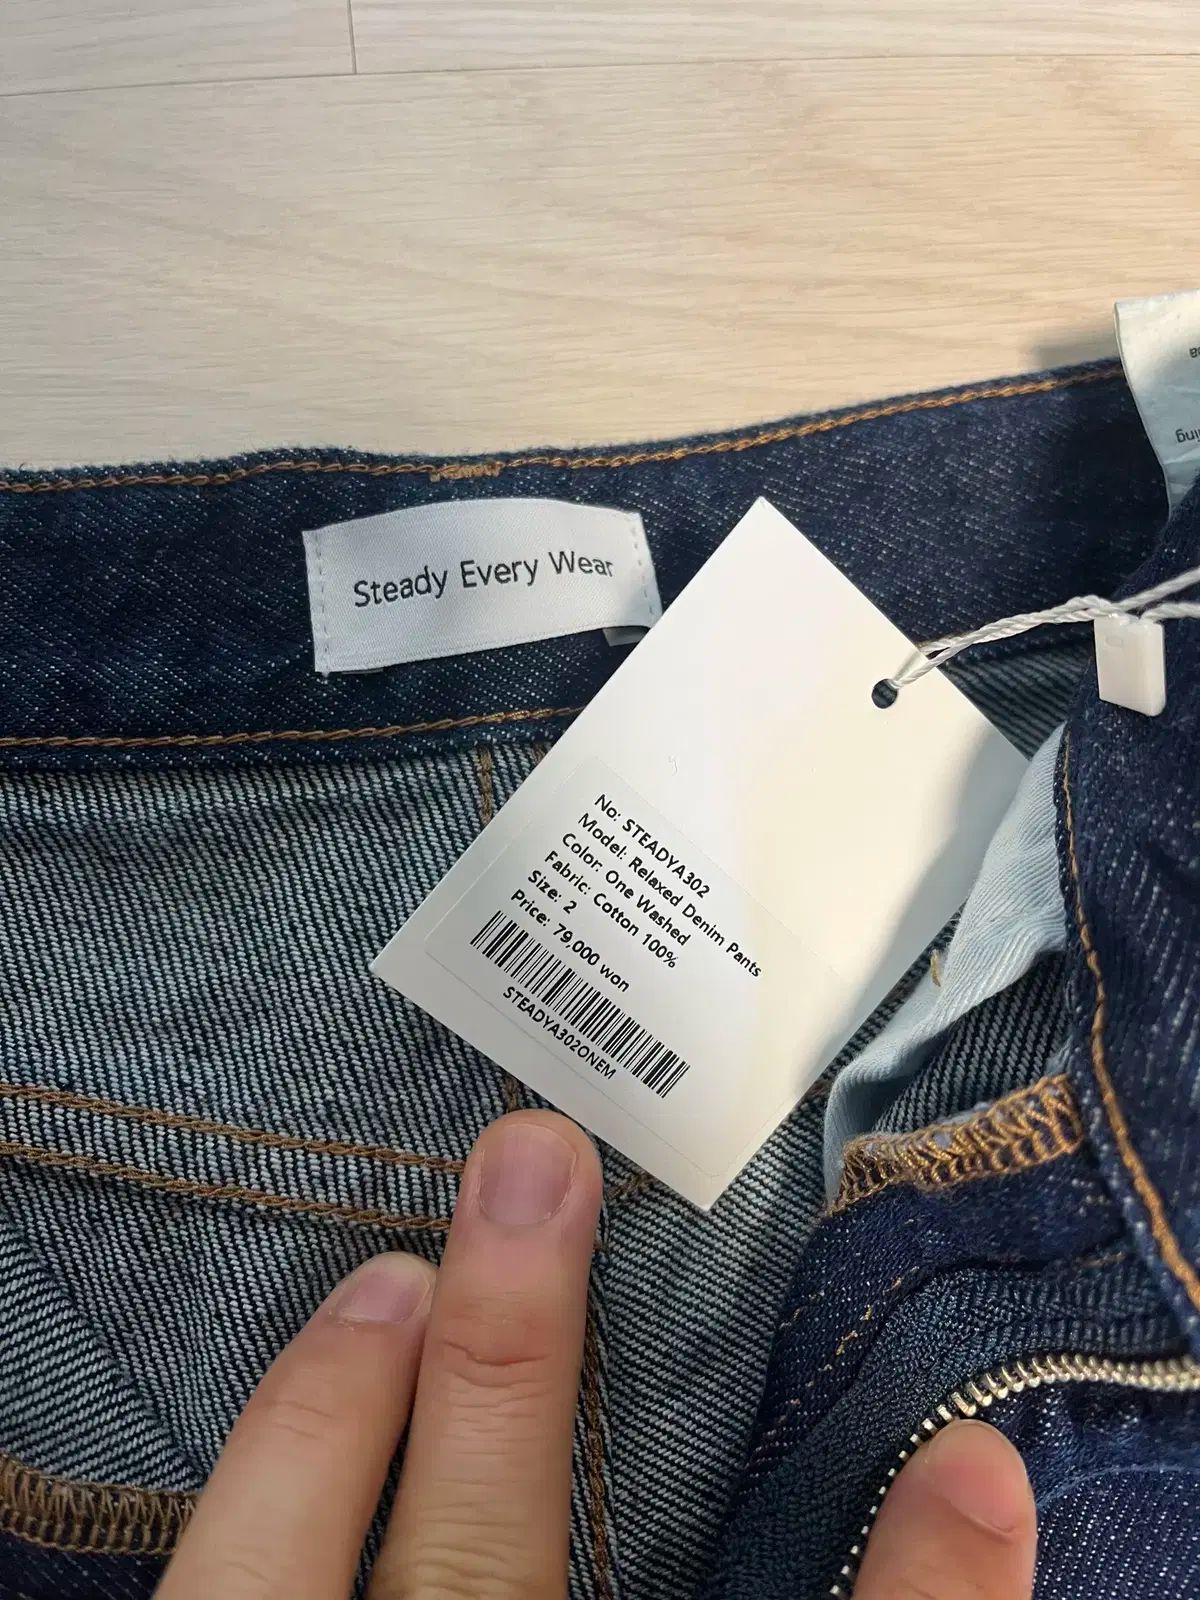 Steady Every Wear
No: STEADYA302
Model: Relaxed Denim Pants
Color: One Washed
Fabric: Cotton 100%
Size: 2
Price: 79,000 won
STEADYA302ONEM